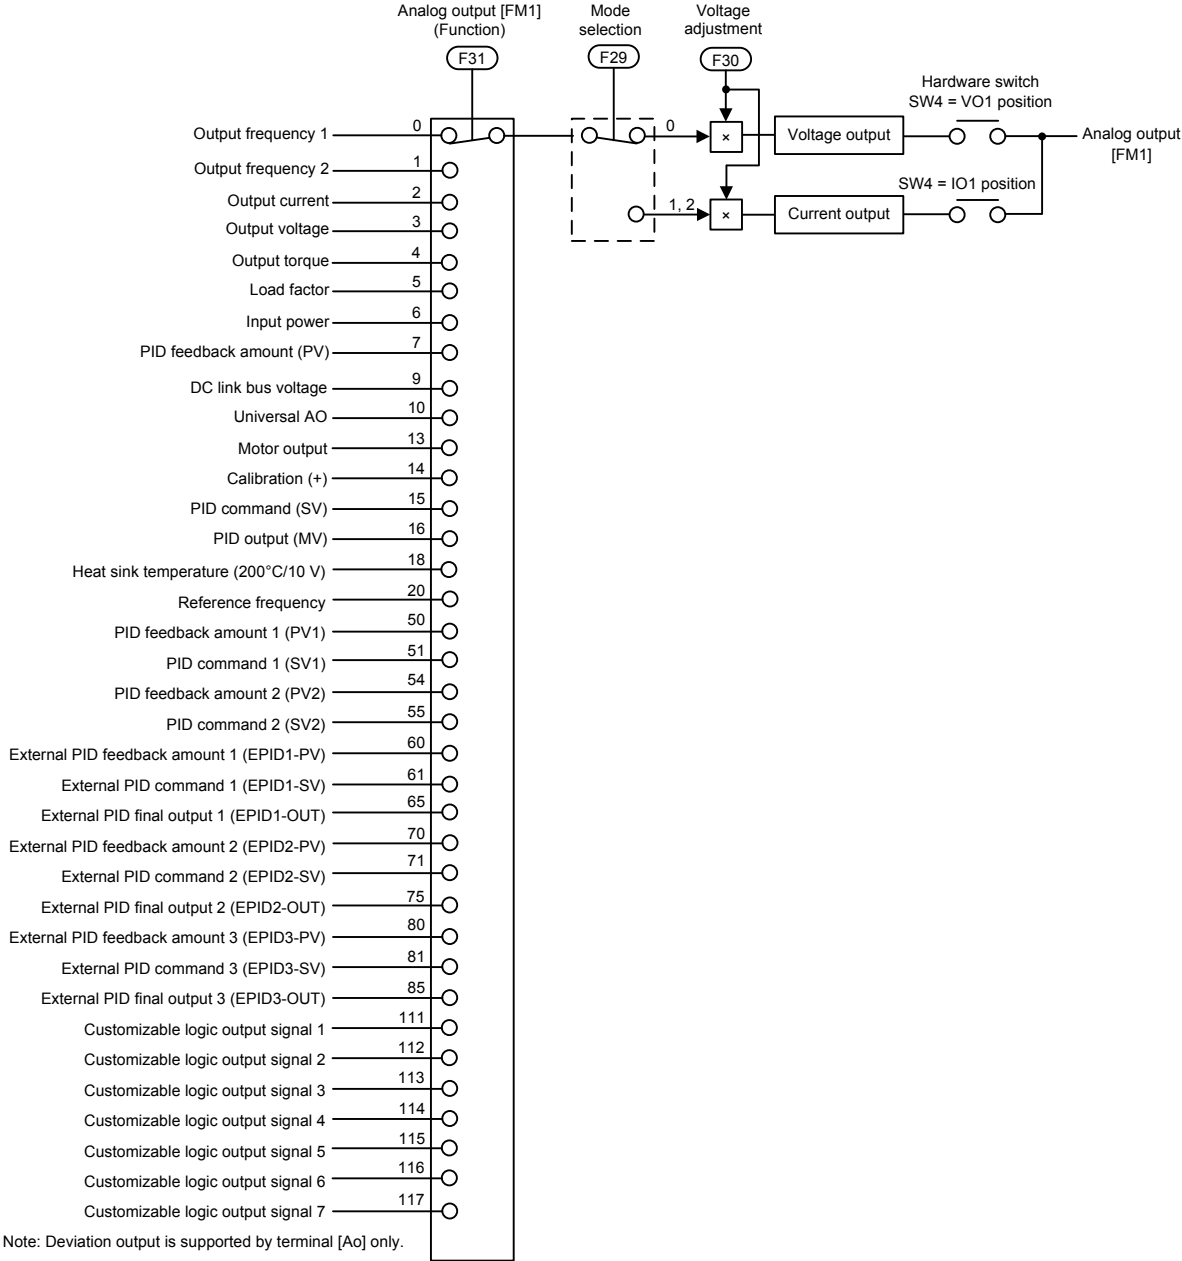 Analog output [FM1]
(Function)
Mode
selection
Voltage
adjustment
F31
F29
F30
Hardware switch
SW4 = VO1 position
Output frequency 1 0
0
×
Voltage output
Analog output
[FM1]
Output frequency 2 1
SW4 = IO1 position
Output current 2
1, 2
×
Current output
Output voltage 3
Output torque 4
Load factor 5
Input power 6
PID feedback amount (PV) 7
DC link bus voltage 9
Universal AO 10
Motor output 13
Calibration (+) 14
PID command (SV) 15
PID output (MV) 16
Heat sink temperature (200°C/10 V) 18
Reference frequency 20
PID feedback amount 1 (PV1) 50
PID command 1 (SV1) 51
PID feedback amount 2 (PV2) 54
PID command 2 (SV2) 55
External PID feedback amount 1 (EPID1-PV) 60
External PID command 1 (EPID1-SV) 61
External PID final output 1 (EPID1-OUT) 65
External PID feedback amount 2 (EPID2-PV) 70
External PID command 2 (EPID2-SV) 71
External PID final output 2 (EPID2-OUT) 75
External PID feedback amount 3 (EPID3-PV) 80
External PID command 3 (EPID3-SV) 81
External PID final output 3 (EPID3-OUT) 85
Customizable logic output signal 1 111
Customizable logic output signal 2 112
Customizable logic output signal 3 113
Customizable logic output signal 4 114
Customizable logic output signal 5 115
Customizable logic output signal 6 116
Customizable logic output signal 7 117
Note: Deviation output is supported by terminal [Ao] only.